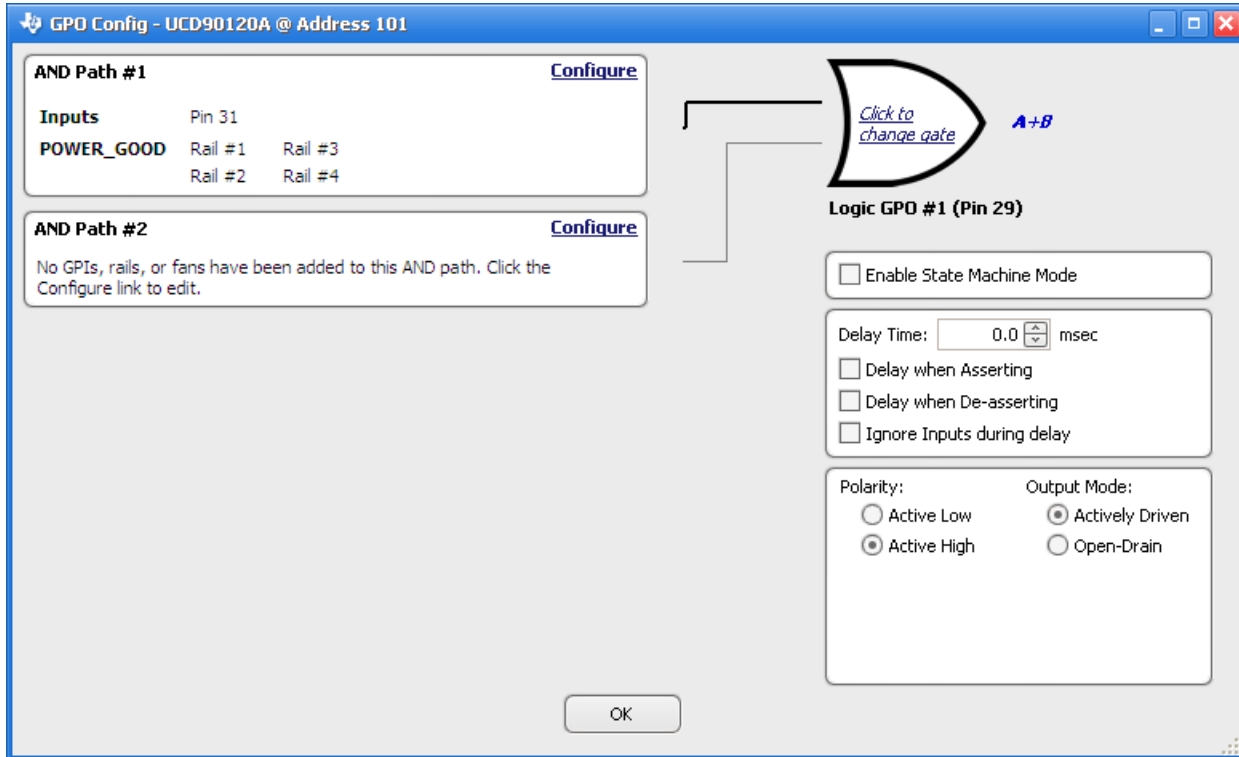 GPO Config - UCD90120A @ Address 101
AND Path #1 Configure
Inputs Pin 31
POWER_GOOD Rail #1 Rail #3
Rail #2 Rail #4
AND Path #2 Configure
No GPIs, rails, or fans have been added to this AND path. Click the
Configure link to edit.
Click to
change gate
A+B
Logic GPO #1 (Pin 29)
Enable State Machine Mode
Delay Time: 0.0 msec
Delay when Asserting
Delay when De-asserting
Ignore Inputs during delay
Polarity: Output Mode:
Active Low Actively Driven
Active High Open-Drain
OK